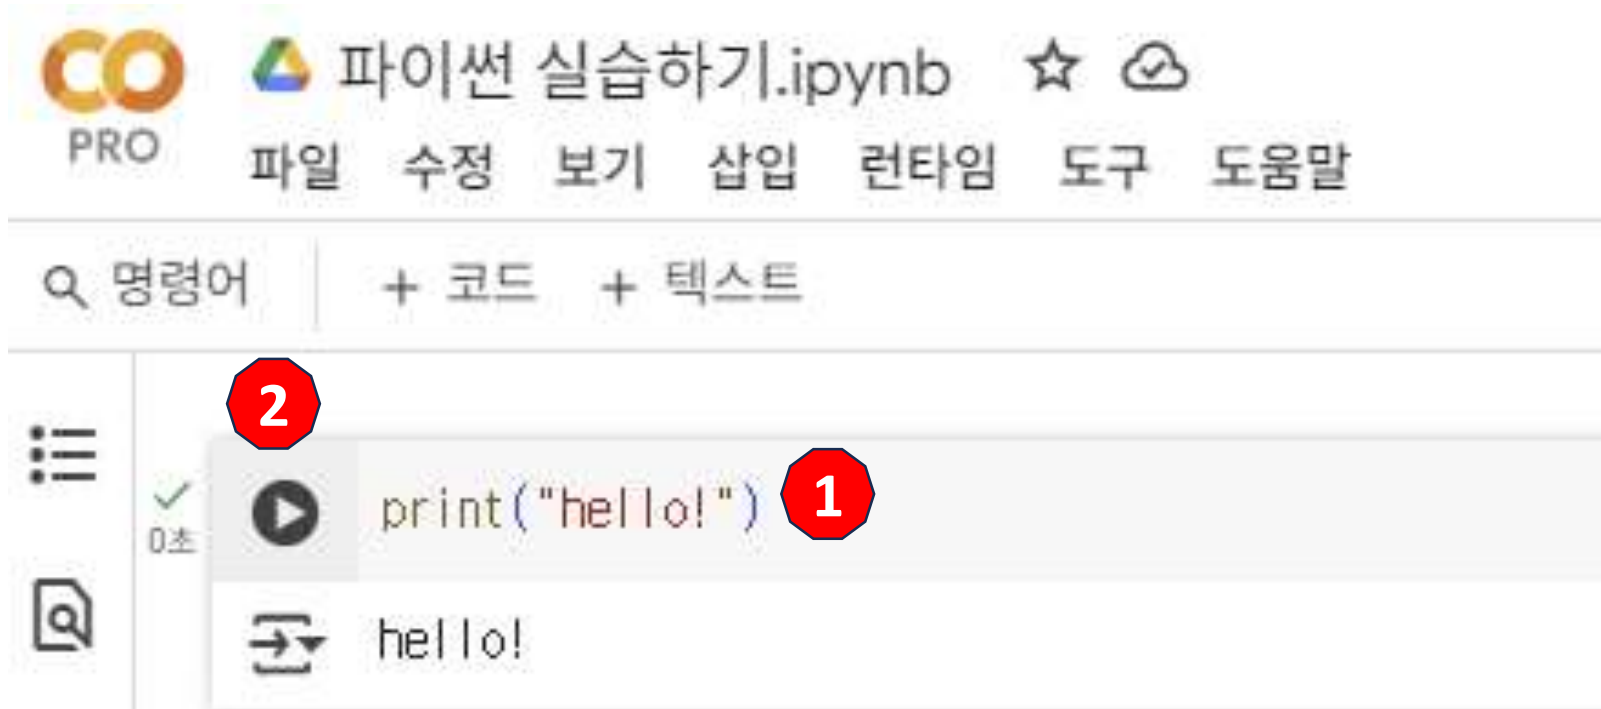 CO 파이썬 실습하기.ipynb
PRO
파일 수정 보기 삽입 런타임 도구 도움말
명령어 + 코드 + 텍스트
2
print("hello!") 1
0초
hello!